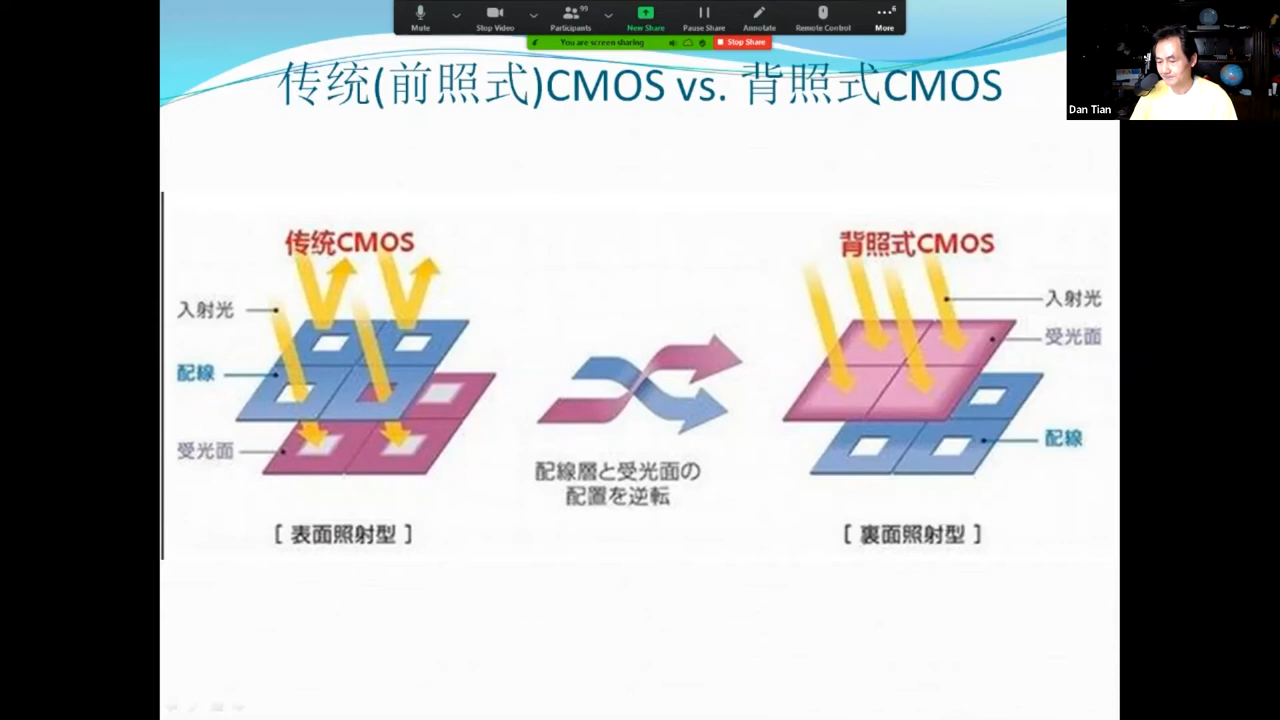 Mute
Stop Video
99
Participants
New Share
Pause Share
Annotate
Remote Control
6
More
You are screen sharing
Stop Share
Dan Tian
传统(前照式)CMOS vs. 背照式CMOS
传统CMOS
入射光
配線
受光面
[ 表面照射型 ]
配線層と受光面の
配置を逆転
背照式CMOS
入射光
受光面
配線
[ 裏面照射型 ]